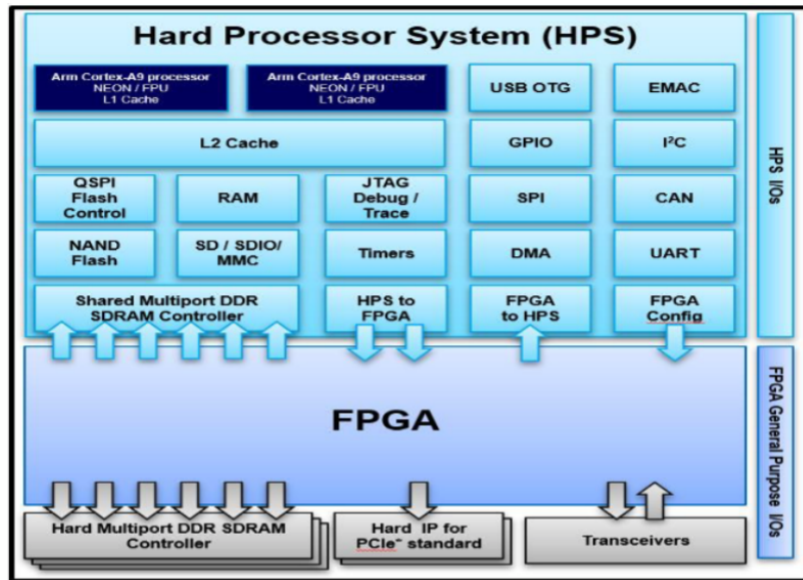 Hard Processor System (HPS)
Arm Cortex-A9 processor
NEON / FPU
L1 Cache
Arm Cortex-A9 processor
NEON / FPU
L1 Cache
USB OTG
EMAC
L2 Cache
GPIO
I²C
QSPI
Flash
Control
RAM
JTAG
Debug /
Trace
SPI
CAN
NAND
Flash
SD / SDIO/
MMC
Timers
DMA
UART
Shared Multiport DDR
SDRAM Controller
HPS to
FPGA
FPGA
to HPS
FPGA
Config
HPS I/Os
FPGA
FPGA General Purpose I/Os
Hard Multiport DDR SDRAM
Controller
Hard IP for
PCIe⁻ standard
Transceivers